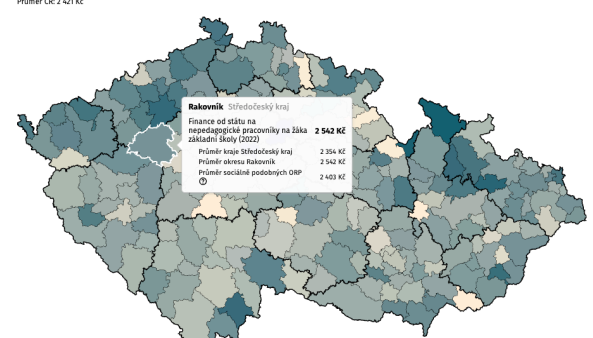 Průměr ČR: 2 421 Kč
Rakovník Středočeský kraj
Finance od státu na
nepedagogické pracovníky na žáka 2 542 Kč
základní školy (2022)
Průměr kraje Středočeský kraj 2 354 Kč
Průměr okresu Rakovník 2 542 Kč
Průměr sociálně podobných ORP 2 403 Kč